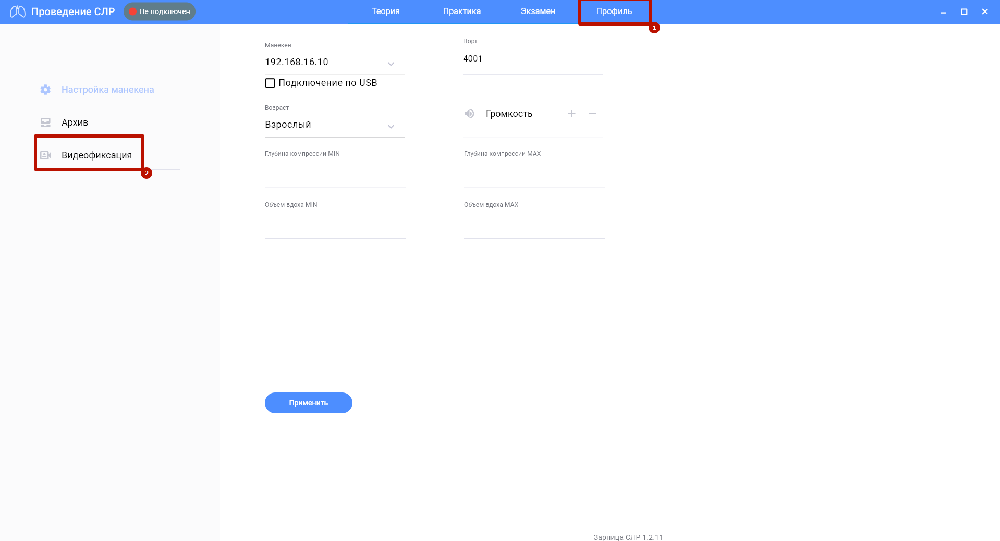 Проведение СЛР
Не подключен
Теория
Практика
Экзамен
Профиль
1
Настройка манекена
Архив
Видеофиксация
2
Манекен
192.168.16.10
Подключение по USB
Порт
4001
Возраст
Взрослый
Громкость
Глубина компрессии MIN
Глубина компрессии MAX
Объем вдоха MIN
Объем вдоха MAX
Применить
Зарница СЛР 1.2.11